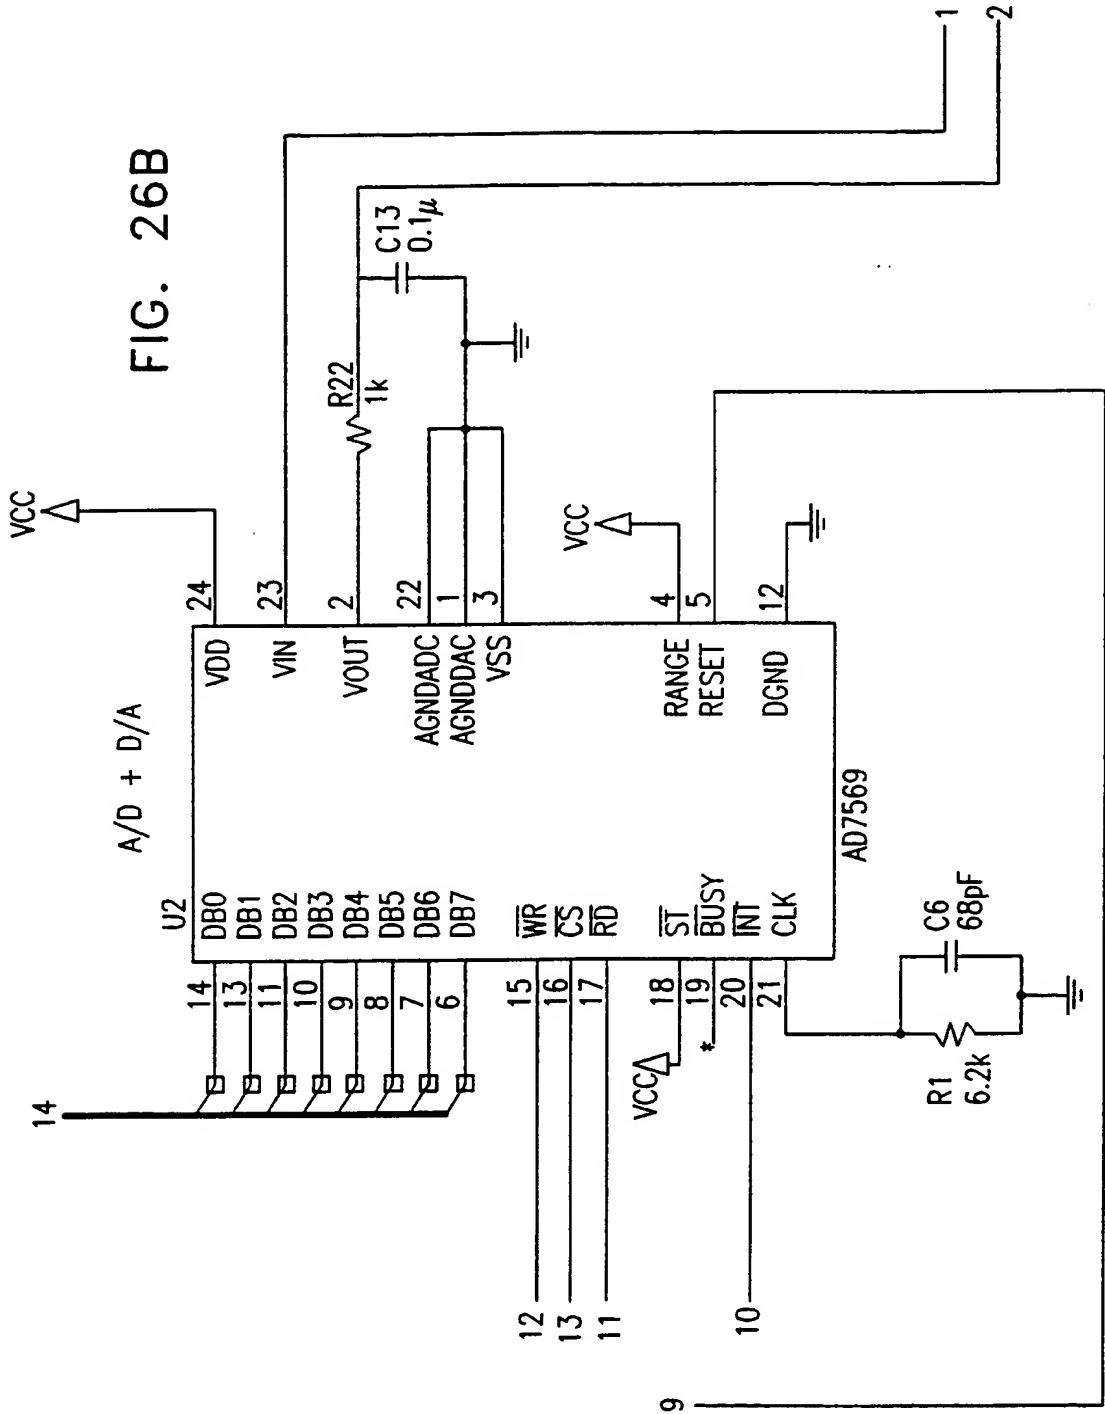 FIG. 26B
A/D + D/A
U2
14 DB0
13 DB1
11 DB2
10 DB3
9 DB4
8 DB5
7 DB6
6 DB7
15 WR
16 CS
17 RD
18 ST
19 BUSY
20 INT
21 CLK
VDD 24
VIN 23
VOUT 2
AGNDADC 22
AGNDDAC 1
VSS 3
RANGE 4
RESET 5
DGND 12
AD7569
VCC
R22
1k
C13
0.1µ
VCC
VCC
*
R1
6.2k
C6
68pF
14
12
13
11
10
9
1
2